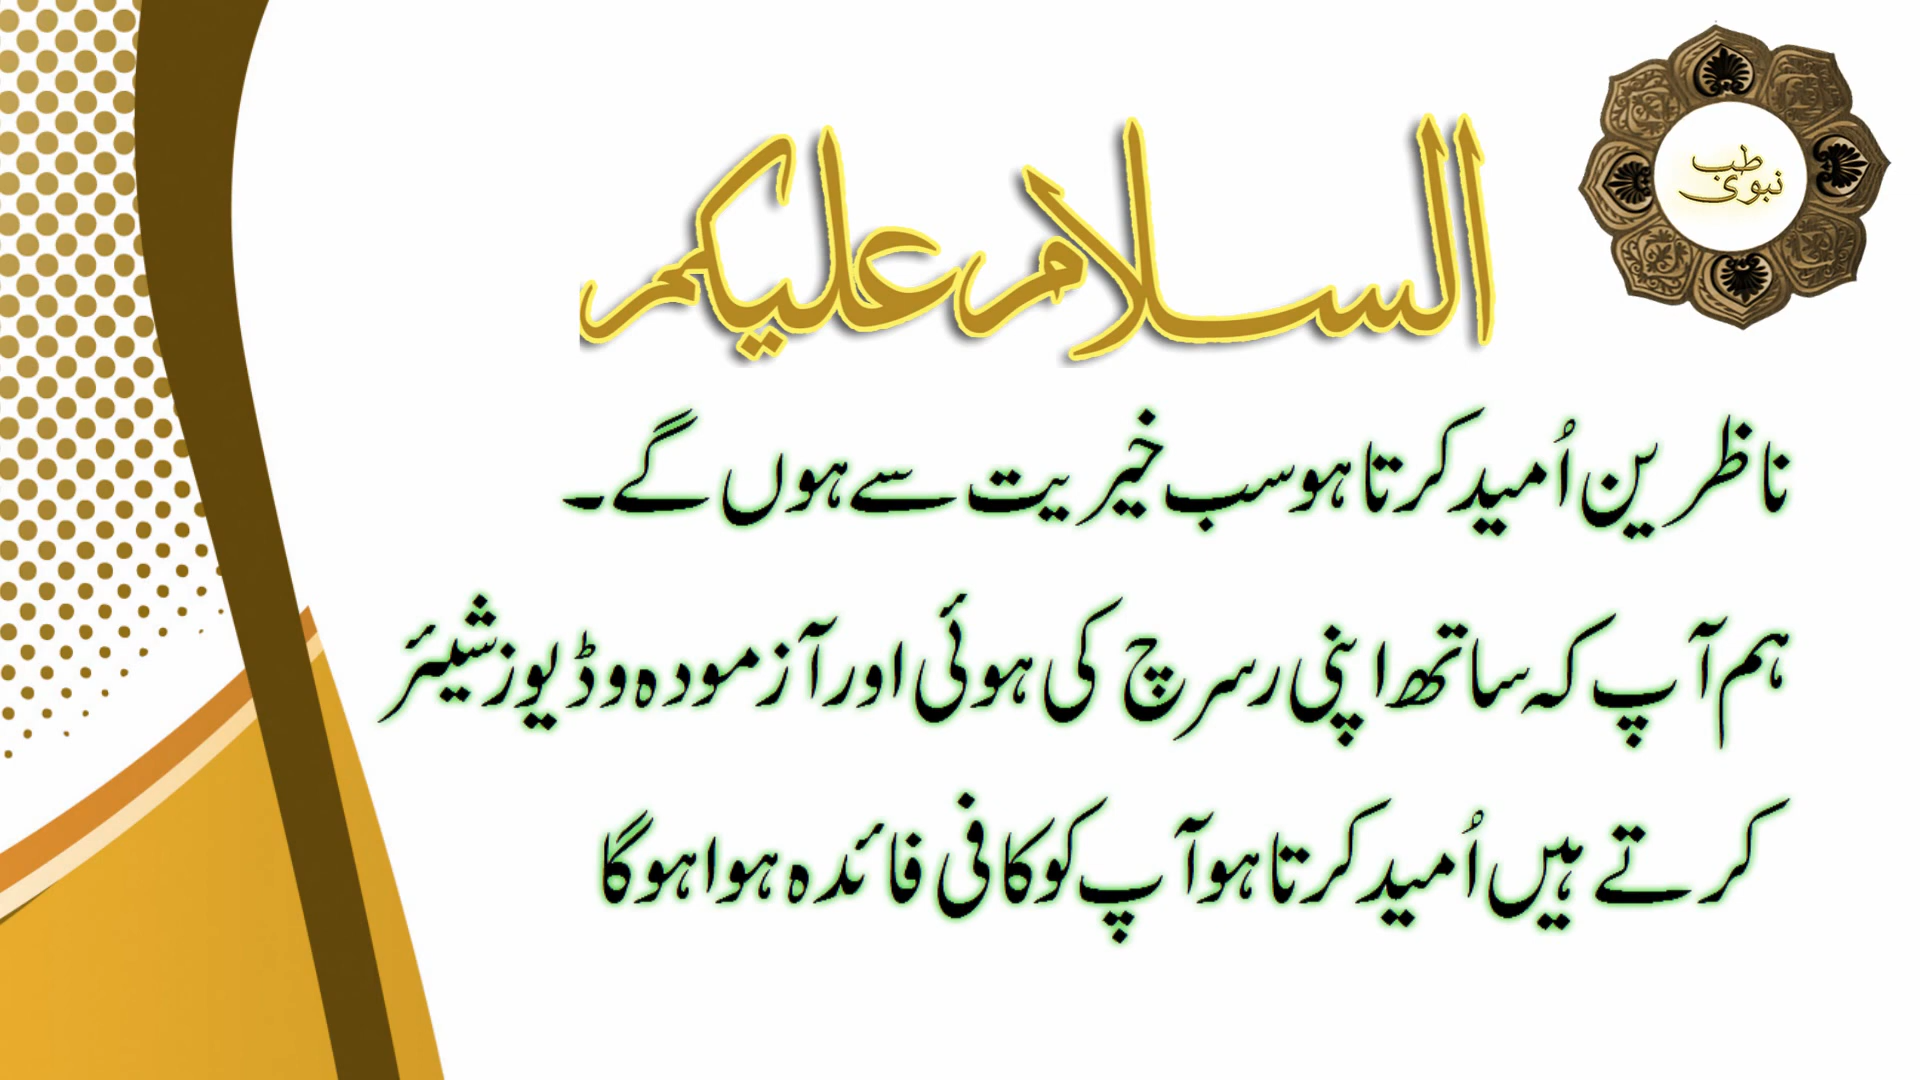 طب
نبوی
السلام علیکم
ناظرین اُمید کرتا ہو سب خیریت سے ہوں گے۔
ہم آپ کہ ساتھ اپنی رسرچ کی ہوئی اور آزمودہ وڈیوز شیئر
کرتے ہیں اُمید کرتا ہو آپ کو کافی فائدہ ہوا ہو گا